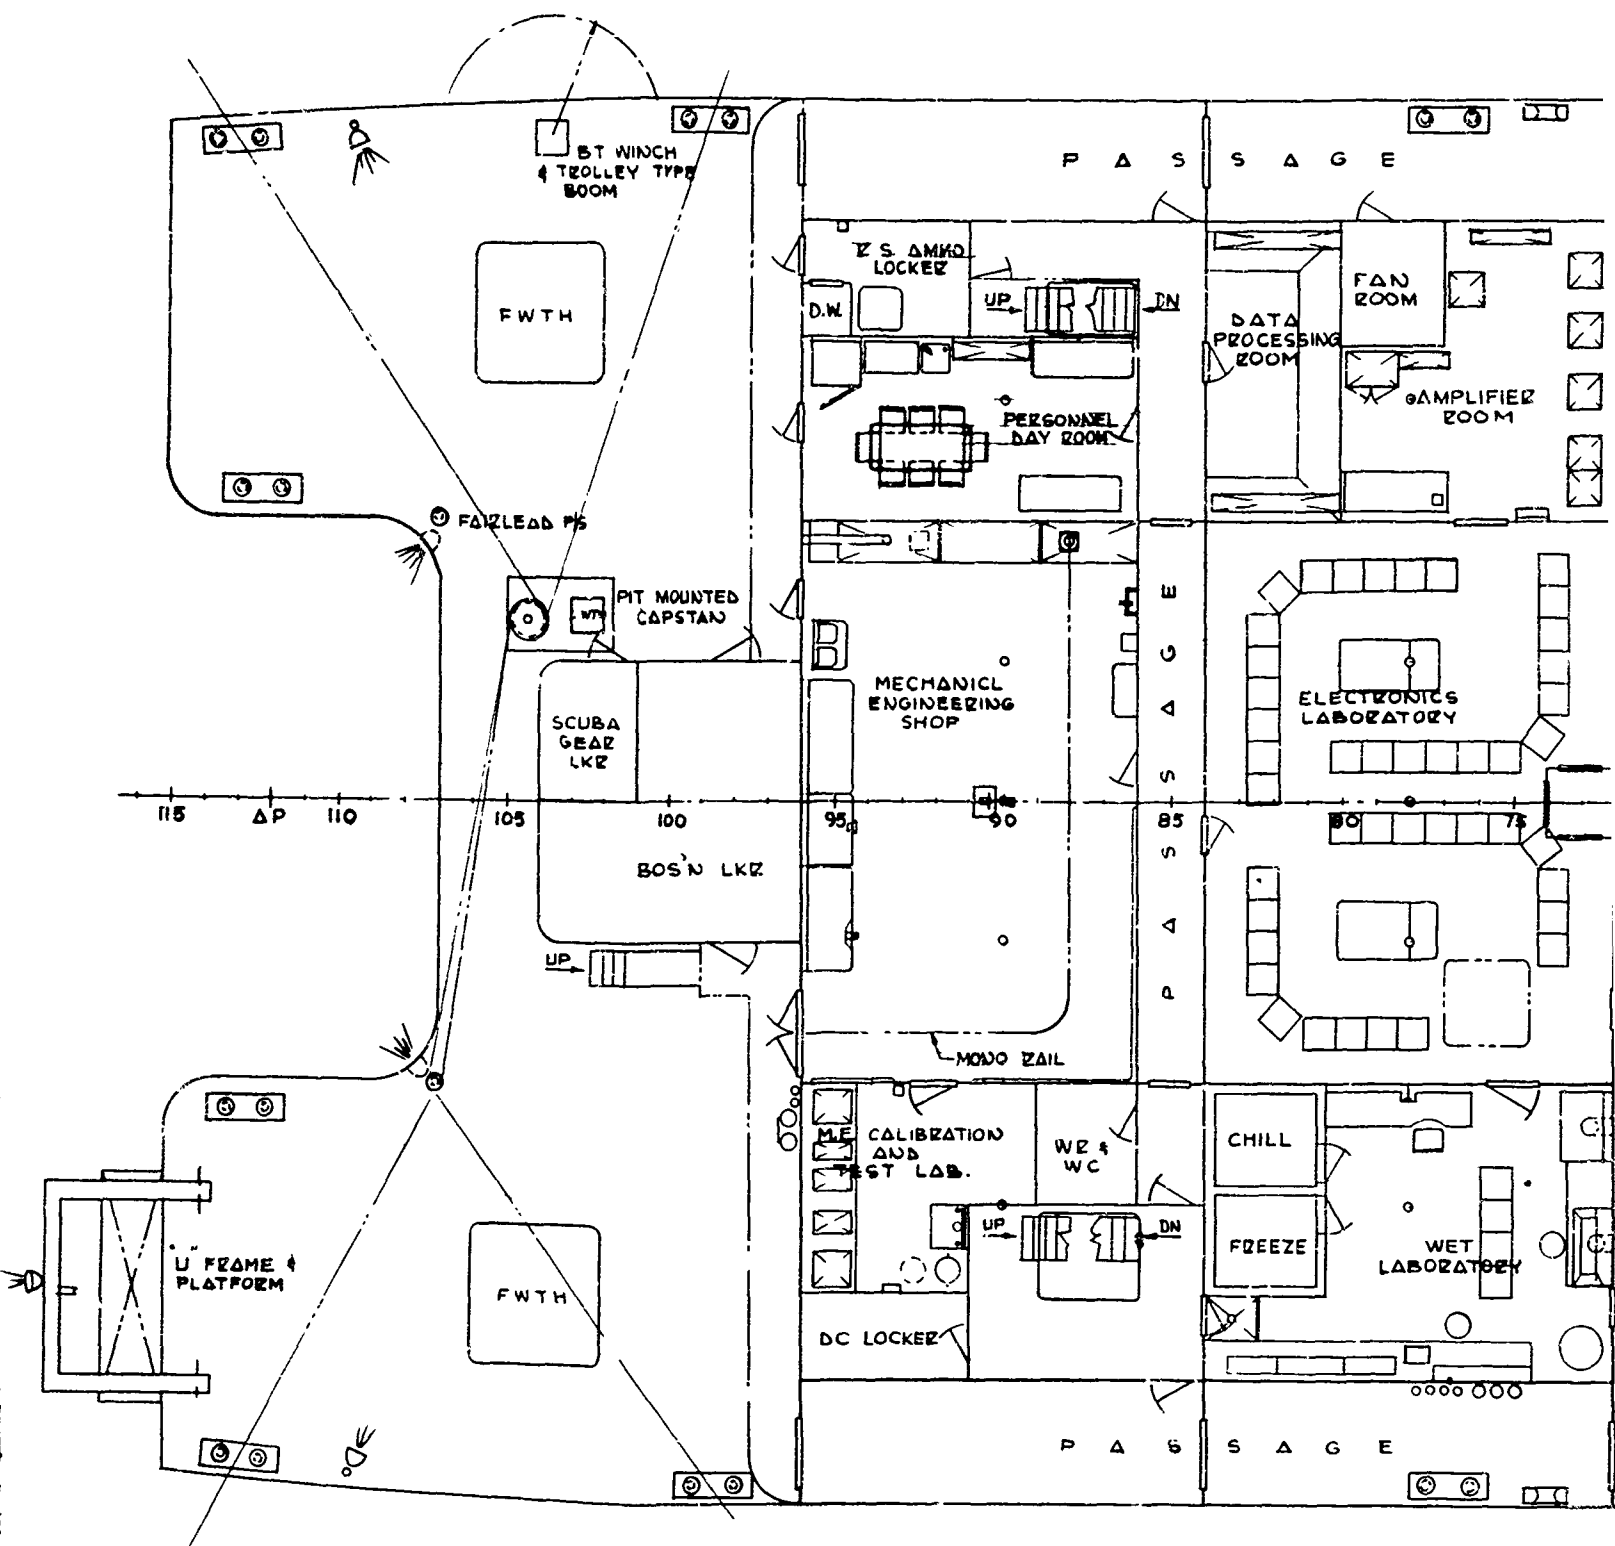 BT WINCH
& TROLLEY TYPE
BOOM
P A S S A G E
R.S. AMMO
LOCKER
FAN
ROOM
UP
DN
D.W.
FWTH
DATA
PROCESSING
ROOM
AMPLIFIER
ROOM
PERSONNEL
DAY ROOM
FAIRLEAD P/S
PIT MOUNTED
CAPSTAN
MECHANICL
ENGINEERING
SHOP
P A S S A G E
ELECTRONICS
LABORATORY
SCUBA
GEAR
LKR
115
AP
110
105
100
95
90
85
80
75
BOS'N LKR
UP
MONO RAIL
M.E. CALIBRATION
AND
TEST LAB.
WR &
WC
CHILL
UP
DN
FREEZE
WET
LABORATORY
"U" FRAME &
PLATFORM
FWTH
DC LOCKER
P A S S A G E